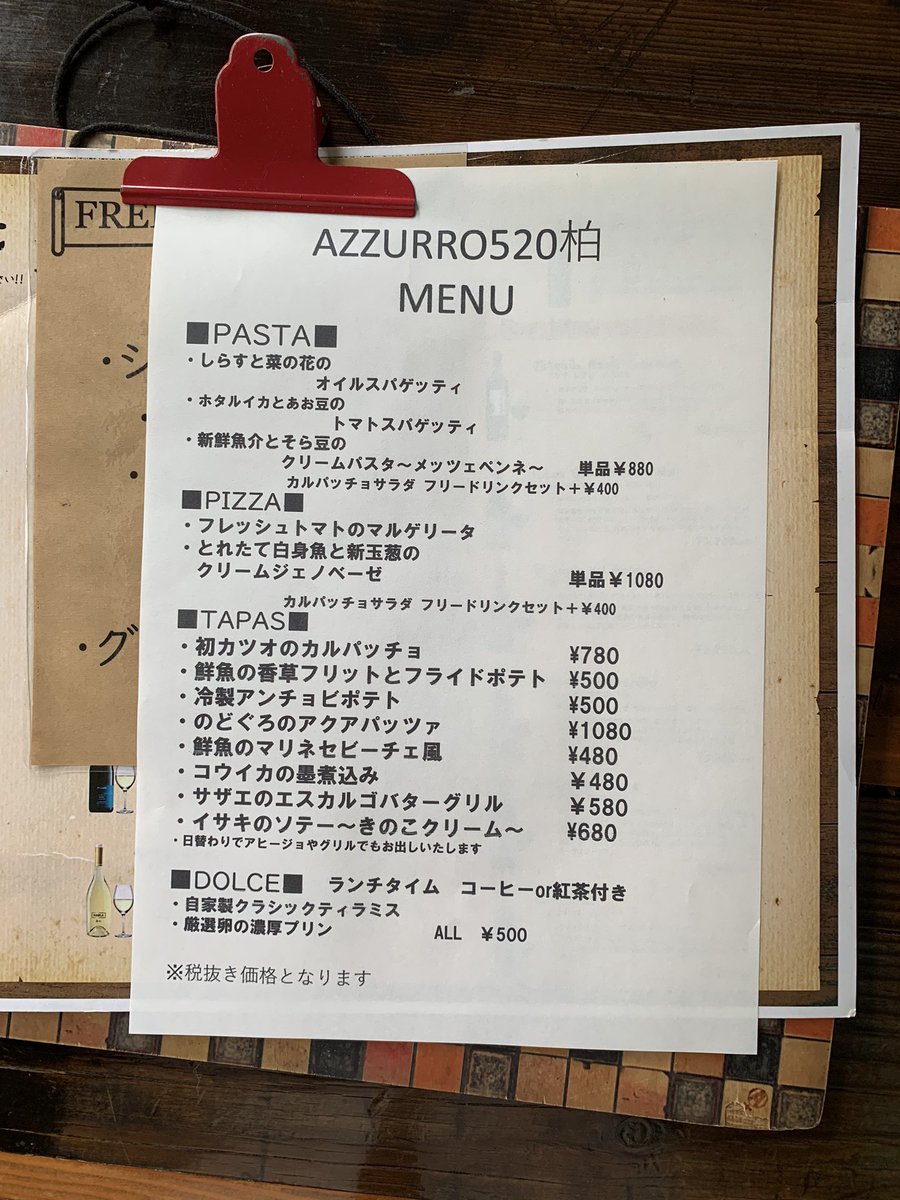 さい!!
FREE
・シ
・グ
AZZURRO520柏
MENU
■PASTA■
・しらすと菜の花の
オイルスパゲッティ
・ホタルイカとあお豆の
トマトスパゲッティ
・新鮮魚介とそら豆の
クリームパスタ～メッツェペンネ～ 単品￥880
カルパッチョサラダ フリードリンクセット＋￥400
■PIZZA■
・フレッシュトマトのマルゲリータ
・とれたて白身魚と新玉葱の
クリームジェノベーゼ 単品￥1080
カルパッチョサラダ フリードリンクセット＋￥400
■TAPAS■
・初カツオのカルパッチョ ¥780
・鮮魚の香草フリットとフライドポテト ¥500
・冷製アンチョビポテト ¥500
・のどぐろのアクアパッツァ ¥1080
・鮮魚のマリネセビーチェ風 ¥480
・コウイカの墨煮込み ￥480
・サザエのエスカルゴバターグリル ￥580
・イサキのソテー～きのこクリーム～ ¥680
・日替わりでアヒージョやグリルでもお出しいたします
■DOLCE■ ランチタイム コーヒーor紅茶付き
・自家製クラシックティラミス
・厳選卵の濃厚プリン ALL ￥500
※税抜き価格となります